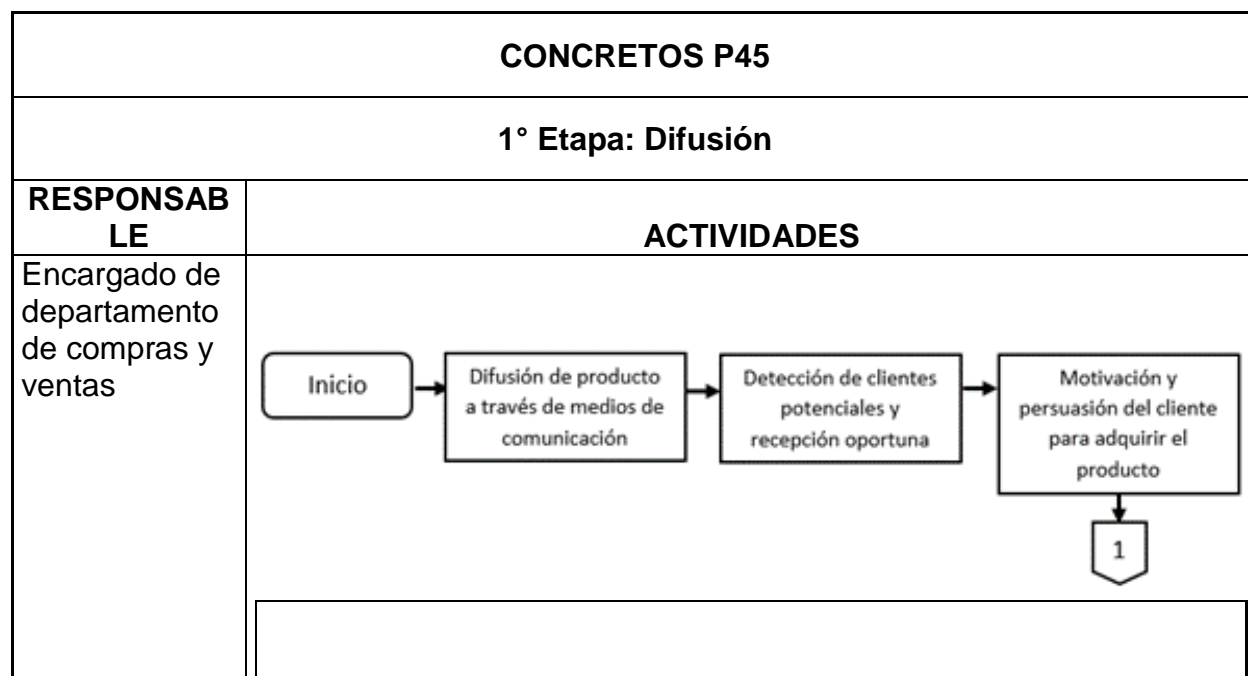 CONCRETOS P45
1° Etapa: Difusión
RESPONSAB
LE
ACTIVIDADES
Encargado de
departamento
de compras y
ventas
Inicio
Difusión de producto
a través de medios de
comunicación
Detección de clientes
potenciales y
recepción oportuna
Motivación y
persuasión del cliente
para adquirir el
producto
1